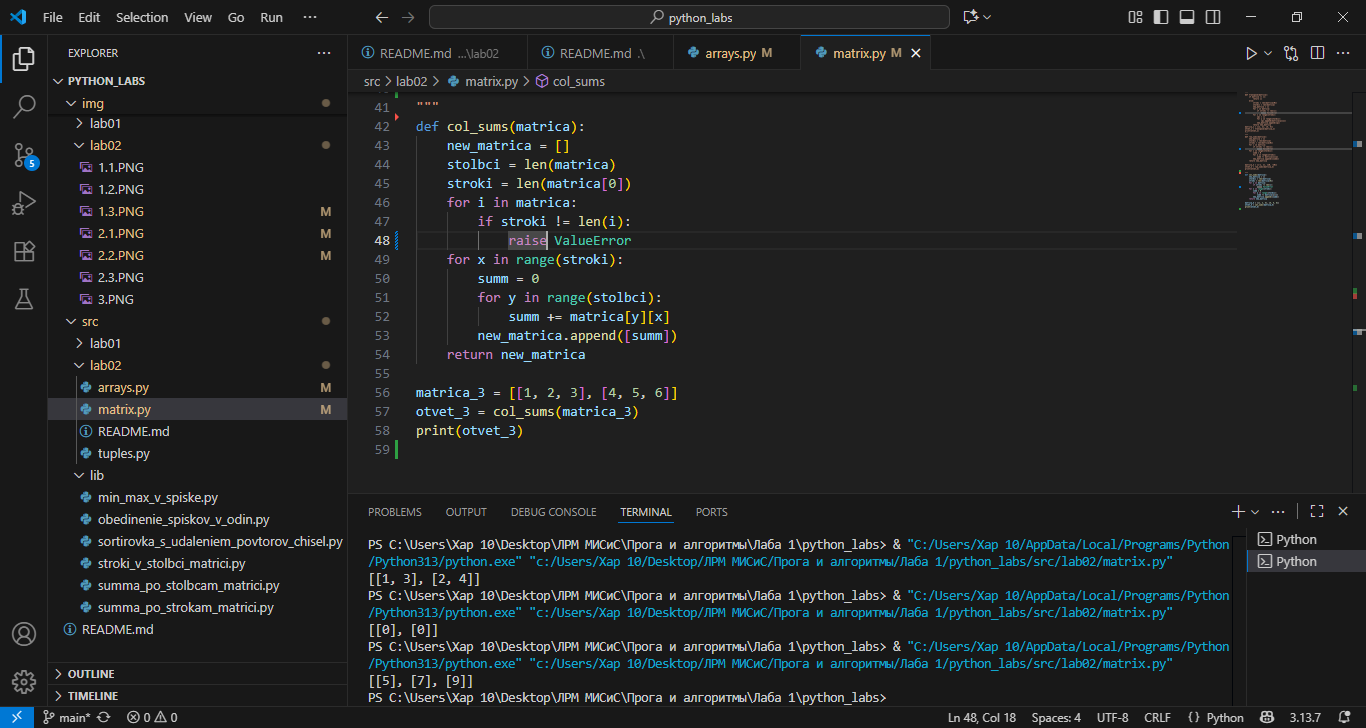 File Edit Selection View Go Run ··· python_labs
EXPLORER ···
PYTHON_LABS
img
lab01
lab02
1.1.PNG
1.2.PNG
1.3.PNG M
2.1.PNG M
2.2.PNG M
2.3.PNG
3.PNG
src
lab01
lab02
arrays.py M
matrix.py M
README.md
tuples.py
lib
min_max_v_spiske.py
obedinenie_spiskov_v_odin.py
sortirovka_s_udaleniem_povtorov_chisel.py
stroki_v_stolbci_matrici.py
summa_po_stolbcam_matrici.py
summa_po_strokam_matrici.py
README.md
OUTLINE
TIMELINE
5
README.md ...\lab02 README.md .\ arrays.py M matrix.py M
src > lab02 > matrix.py > col_sums
41 """
42 def col_sums(matrica):
43 new_matrica = []
44 stolbci = len(matrica)
45 stroki = len(matrica[0])
46 for i in matrica:
47 if stroki != len(i):
48 raise ValueError
49 for x in range(stroki):
50 summ = 0
51 for y in range(stolbci):
52 summ += matrica[y][x]
53 new_matrica.append([summ])
54 return new_matrica
55
56 matrica_3 = [[1, 2, 3], [4, 5, 6]]
57 otvet_3 = col_sums(matrica_3)
58 print(otvet_3)
59
PROBLEMS OUTPUT DEBUG CONSOLE TERMINAL PORTS
PS C:\Users\Xap 10\Desktop\ЛРМ МИСиС\Прога и алгоритмы\Лаба 1\python_labs> & "C:/Users/Xap 10/AppData/Local/Programs/Python
/Python313/python.exe" "c:/Users/Xap 10/Desktop/ЛРМ МИСиС/Прога и алгоритмы/Лаба 1/python_labs/src/lab02/matrix.py"
[[1, 3], [2, 4]]
PS C:\Users\Xap 10\Desktop\ЛРМ МИСиС\Прога и алгоритмы\Лаба 1\python_labs> & "C:/Users/Xap 10/AppData/Local/Programs/Python
/Python313/python.exe" "c:/Users/Xap 10/Desktop/ЛРМ МИСиС/Прога и алгоритмы/Лаба 1/python_labs/src/lab02/matrix.py"
[[0], [0]]
PS C:\Users\Xap 10\Desktop\ЛРМ МИСиС\Прога и алгоритмы\Лаба 1\python_labs> & "C:/Users/Xap 10/AppData/Local/Programs/Python
/Python313/python.exe" "c:/Users/Xap 10/Desktop/ЛРМ МИСиС/Прога и алгоритмы/Лаба 1/python_labs/src/lab02/matrix.py"
[[5], [7], [9]]
PS C:\Users\Xap 10\Desktop\ЛРМ МИСиС\Прога и алгоритмы\Лаба 1\python_labs>
Python
Python
main* 0 0 Ln 48, Col 18 Spaces: 4 UTF-8 CRLF { } Python 3.13.7